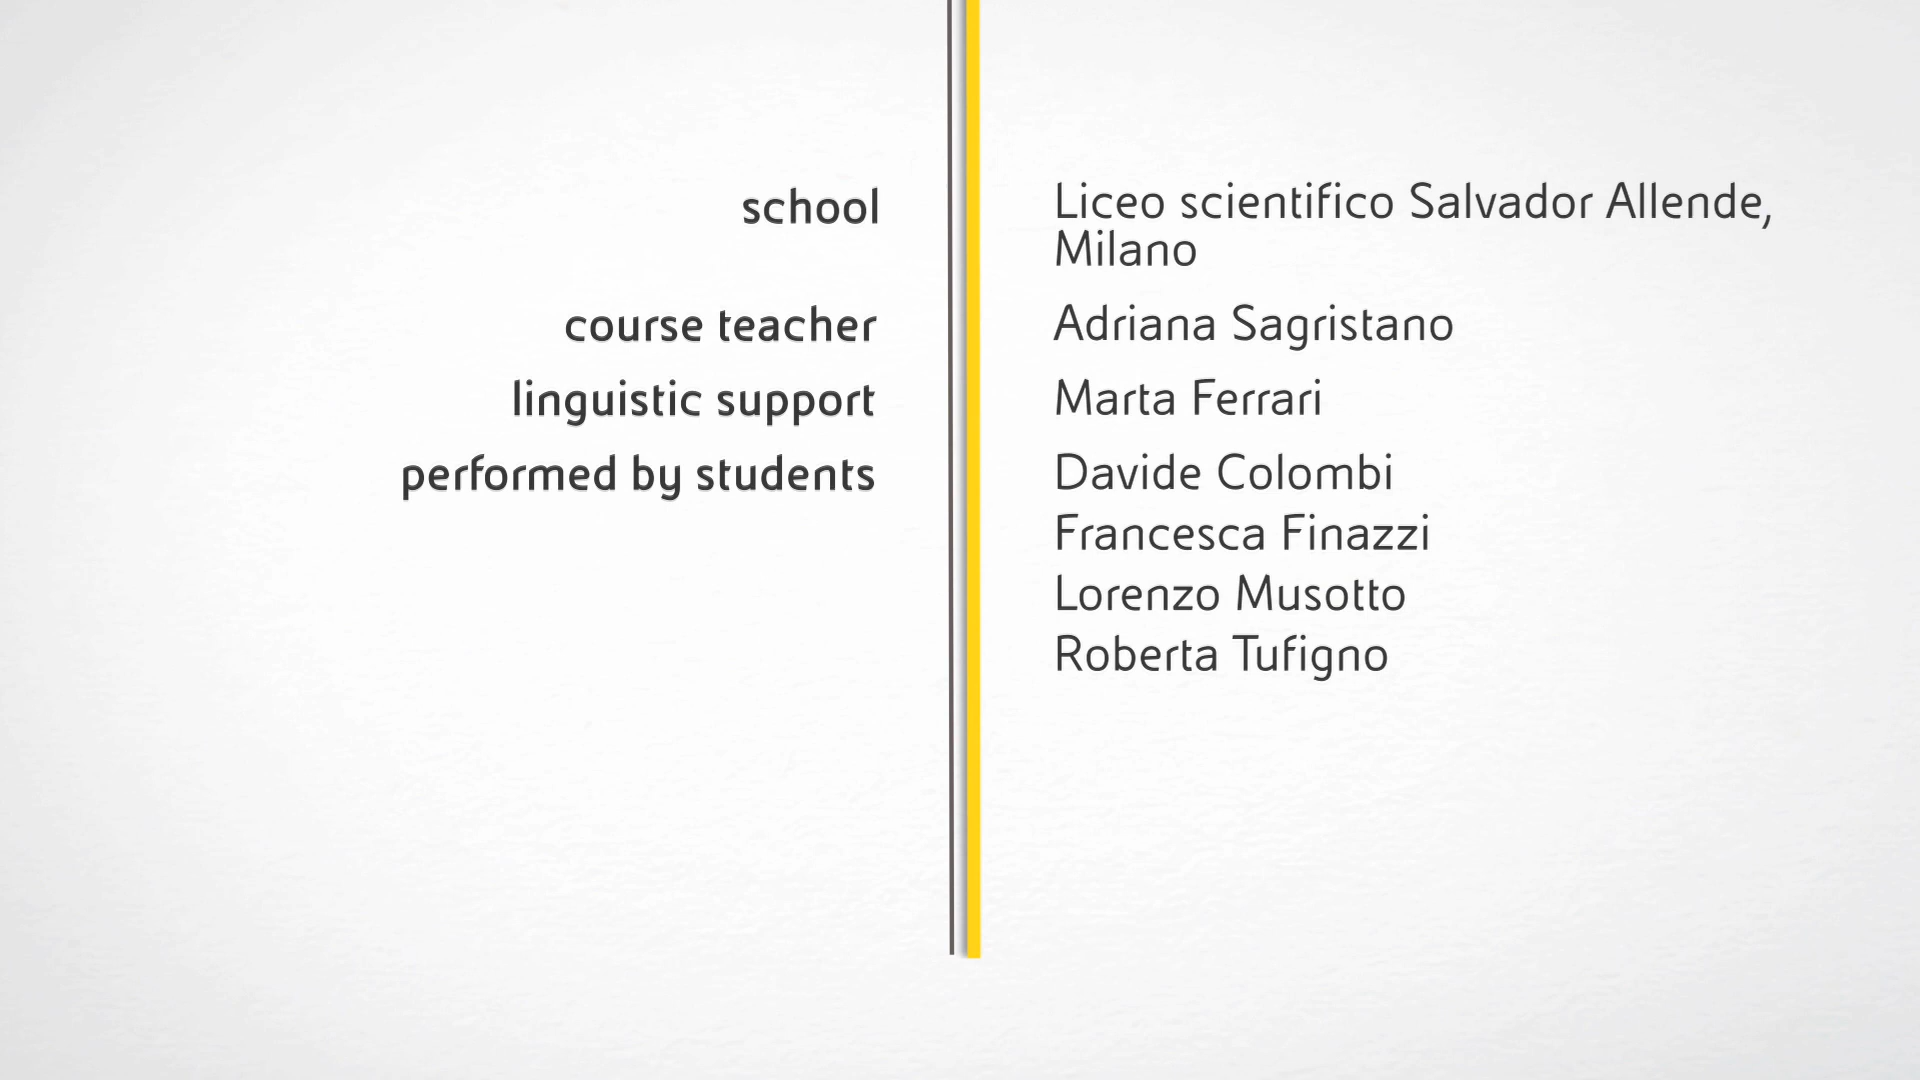 school
Liceo scientifico Salvador Allende,
Milano
course teacher
Adriana Sagristano
linguistic support
Marta Ferrari
performed by students
Davide Colombi
Francesca Finazzi
Lorenzo Musotto
Roberta Tufigno